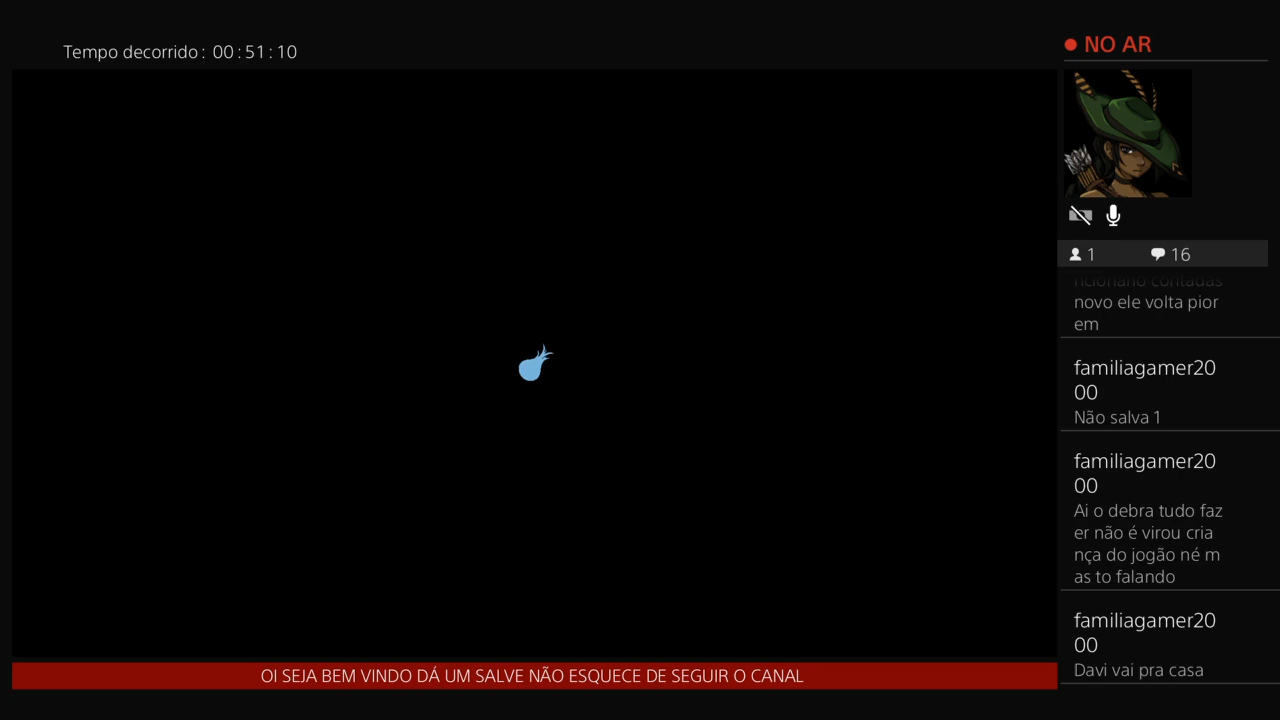 Tempo decorrido: 00:51:10
NO AR
1
16
novo ele volta pior
em
familiagamer20
00
Não salva 1
familiagamer20
00
Ai o debra tudo faz
er não é virou cria
nça do jogão né m
as to falando
familiagamer20
00
Davi vai pra casa
OI SEJA BEM VINDO DÁ UM SALVE NÃO ESQUECE DE SEGUIR O CANAL